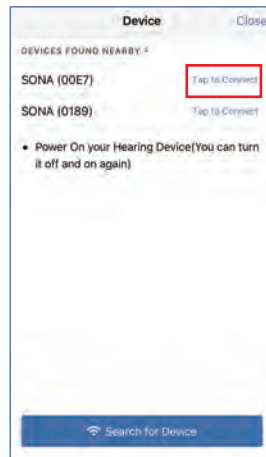 Device Close
DEVICES FOUND NEARBY
SONA (00E7) Tap to Connect
SONA (0189) Tap to Connect
• Power On your Hearing Device(You can turn
it off and on again)
Search for Device